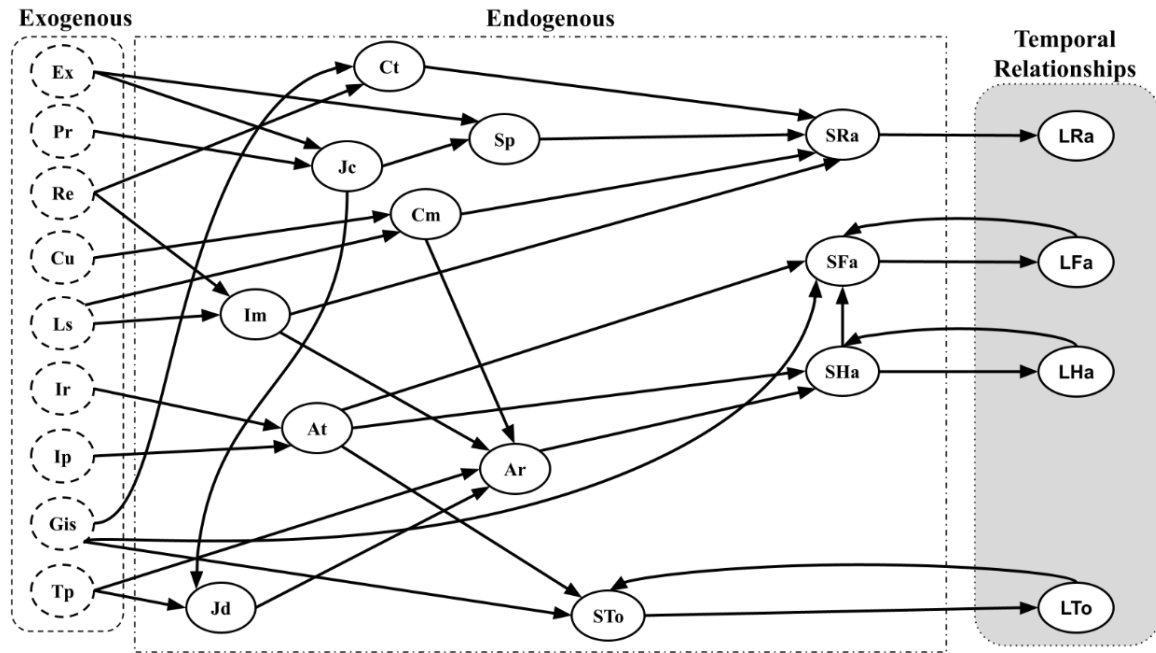 Exogenous
Endogenous
Temporal
Relationships
Ex
Pr
Re
Cu
Ls
Ir
Ip
Gis
Tp
Ct
Sp
Jc
Cm
Im
At
Ar
Jd
STo
SRa
SFa
SHa
LRa
LFa
LHa
LTo